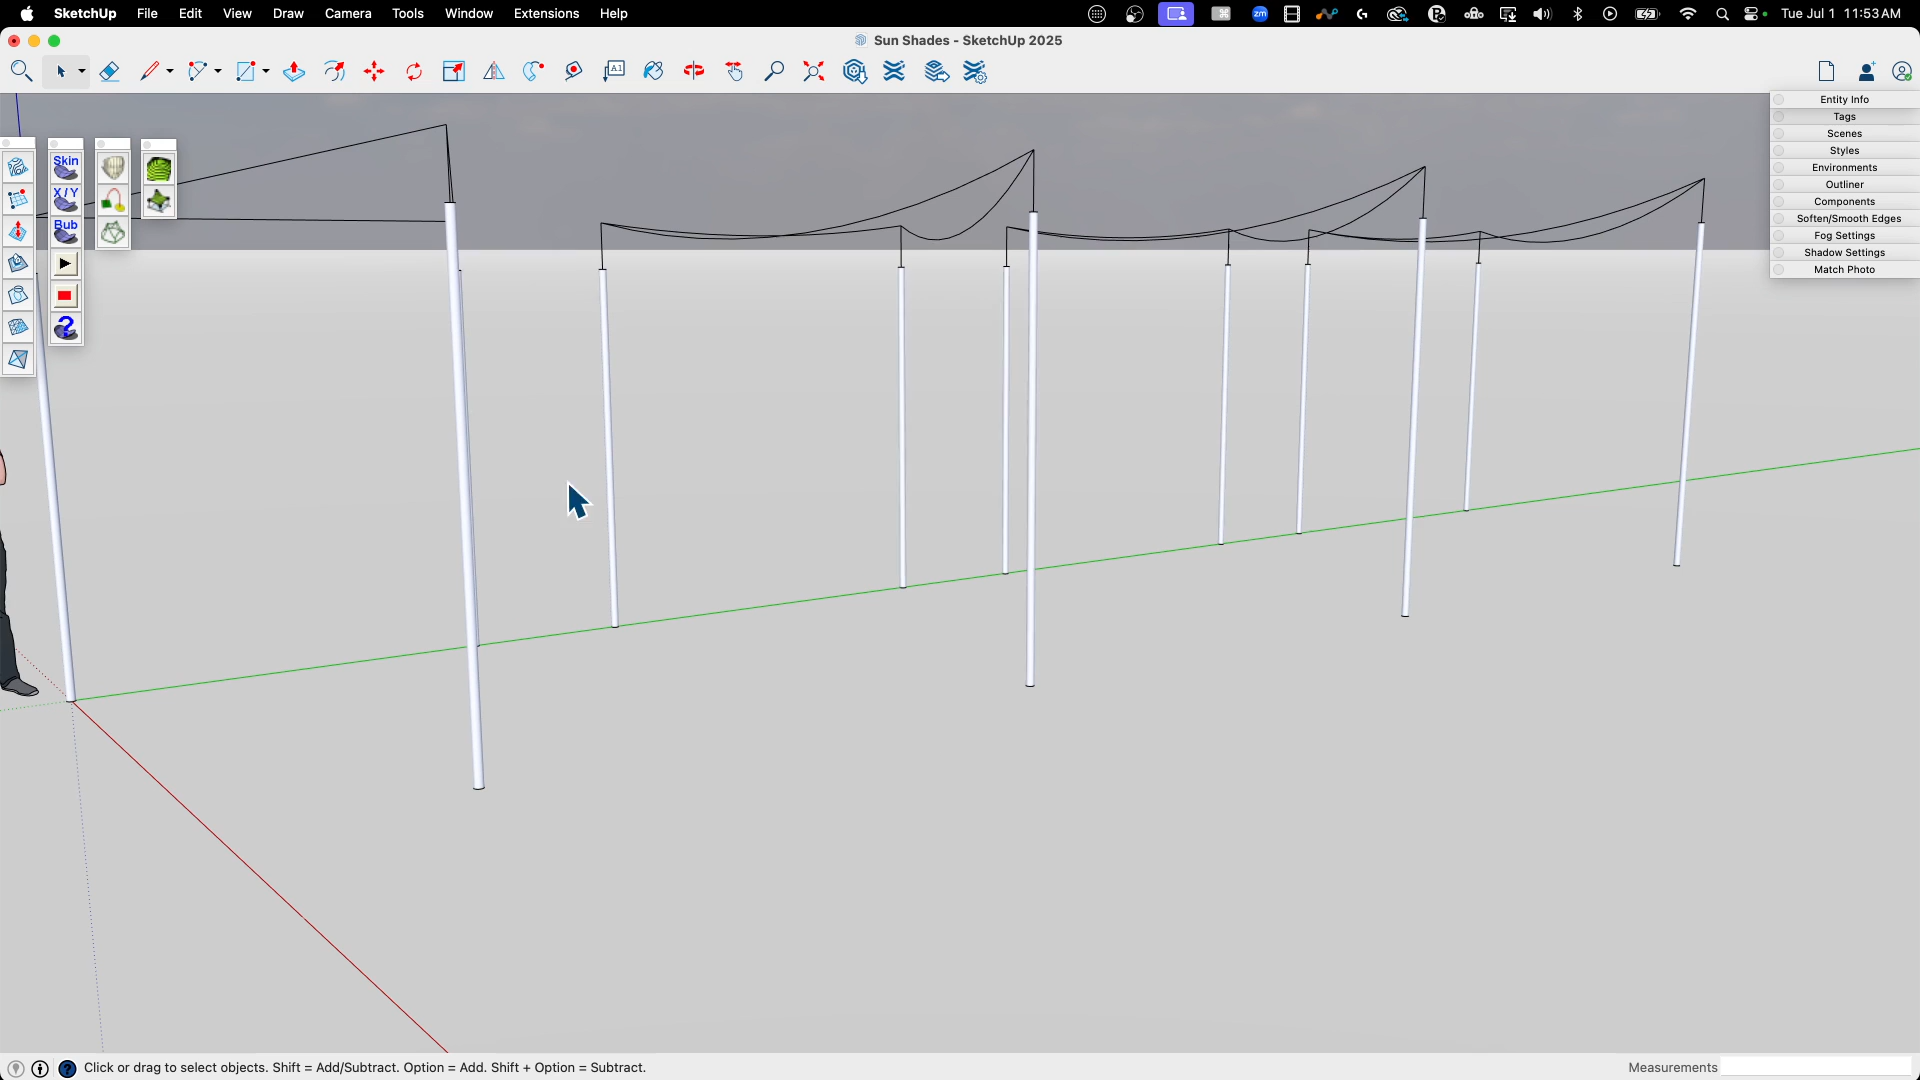 SketchUp File Edit View Draw Camera Tools Window Extensions Help zm Tue Jul 1 11:53 AM
Sun Shades - SketchUp 2025
A1
Entity Info
Tags
Scenes
Styles
Environments
Outliner
Components
Soften/Smooth Edges
Fog Settings
Shadow Settings
Match Photo
Skin
X/Y
Bub
?
Click or drag to select objects. Shift = Add/Subtract. Option = Add. Shift + Option = Subtract.
Measurements